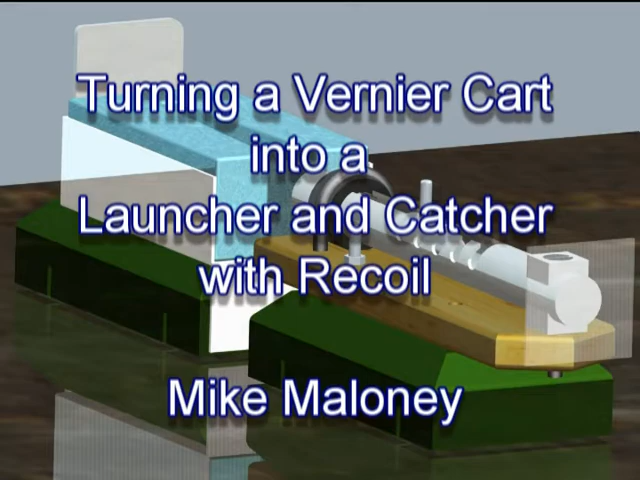 Turning a Vernier Cart
into a
Launcher and Catcher
with Recoil
Mike Maloney